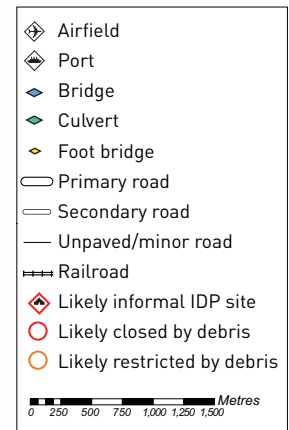 Airfield
Port
Bridge
Culvert
Foot bridge
Primary road
Secondary road
Unpaved/minor road
Railroad
Likely informal IDP site
Likely closed by debris
Likely restricted by debris
Metres
0 250 500 750 1,000 1,250 1,500